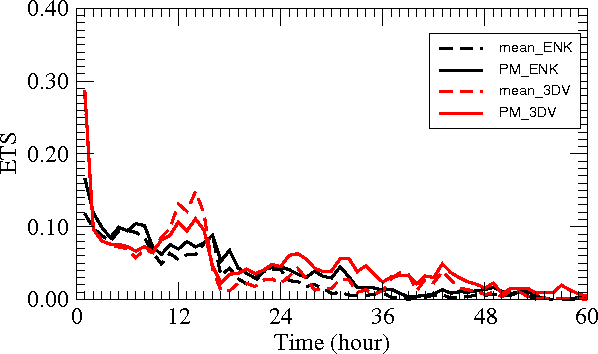 0.40
0.30
0.20
0.10
0.00
ETS
mean_ENK
PM_ENK
mean_3DV
PM_3DV
0 12 24 36 48 60
Time (hour)